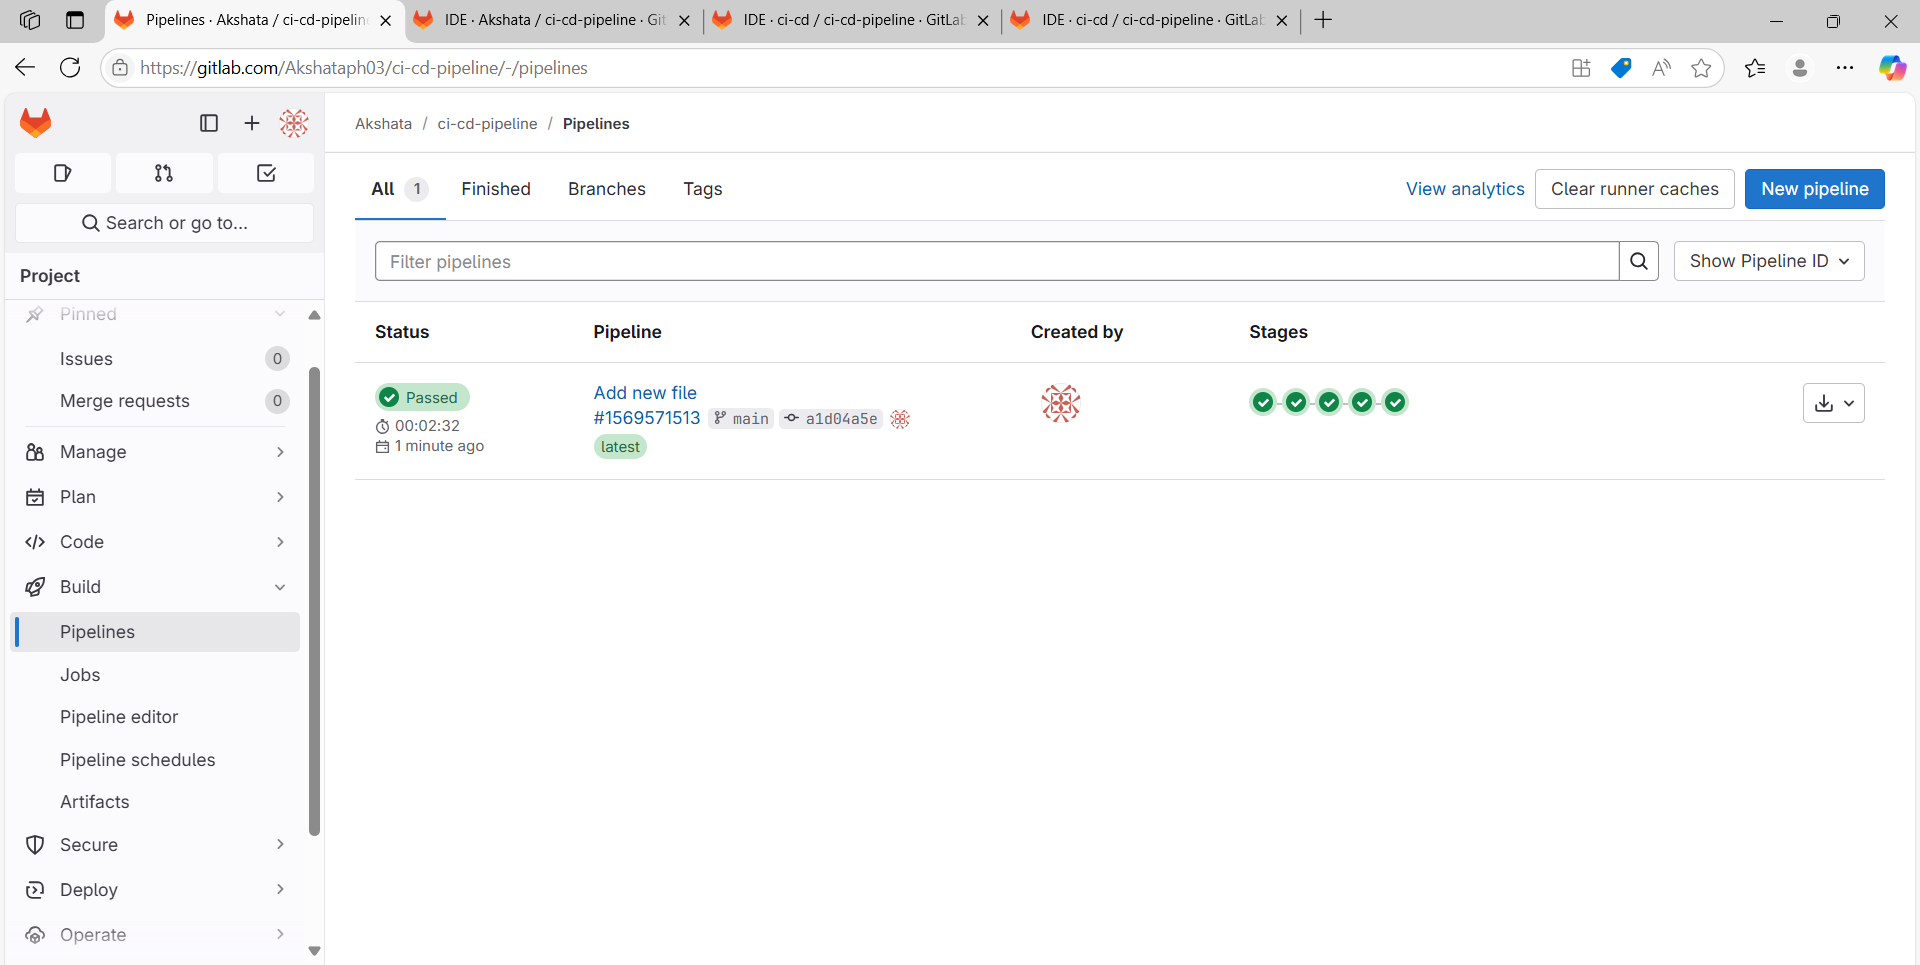 Pipelines · Akshata / ci-cd-pipeline
IDE · Akshata / ci-cd-pipeline · Git
IDE · ci-cd / ci-cd-pipeline · GitLab
IDE · ci-cd / ci-cd-pipeline · GitLab
https://gitlab.com/Akshataph03/ci-cd-pipeline/-/pipelines
Search or go to...
Project
Pinned
Issues 0
Merge requests 0
Manage
Plan
Code
Build
Pipelines
Jobs
Pipeline editor
Pipeline schedules
Artifacts
Secure
Deploy
Operate
Akshata / ci-cd-pipeline / Pipelines
All 1 Finished Branches Tags
View analytics Clear runner caches New pipeline
Filter pipelines Show Pipeline ID
Status Pipeline Created by Stages
Passed
00:02:32
1 minute ago
Add new file
#1569571513 main a1d04a5e
latest